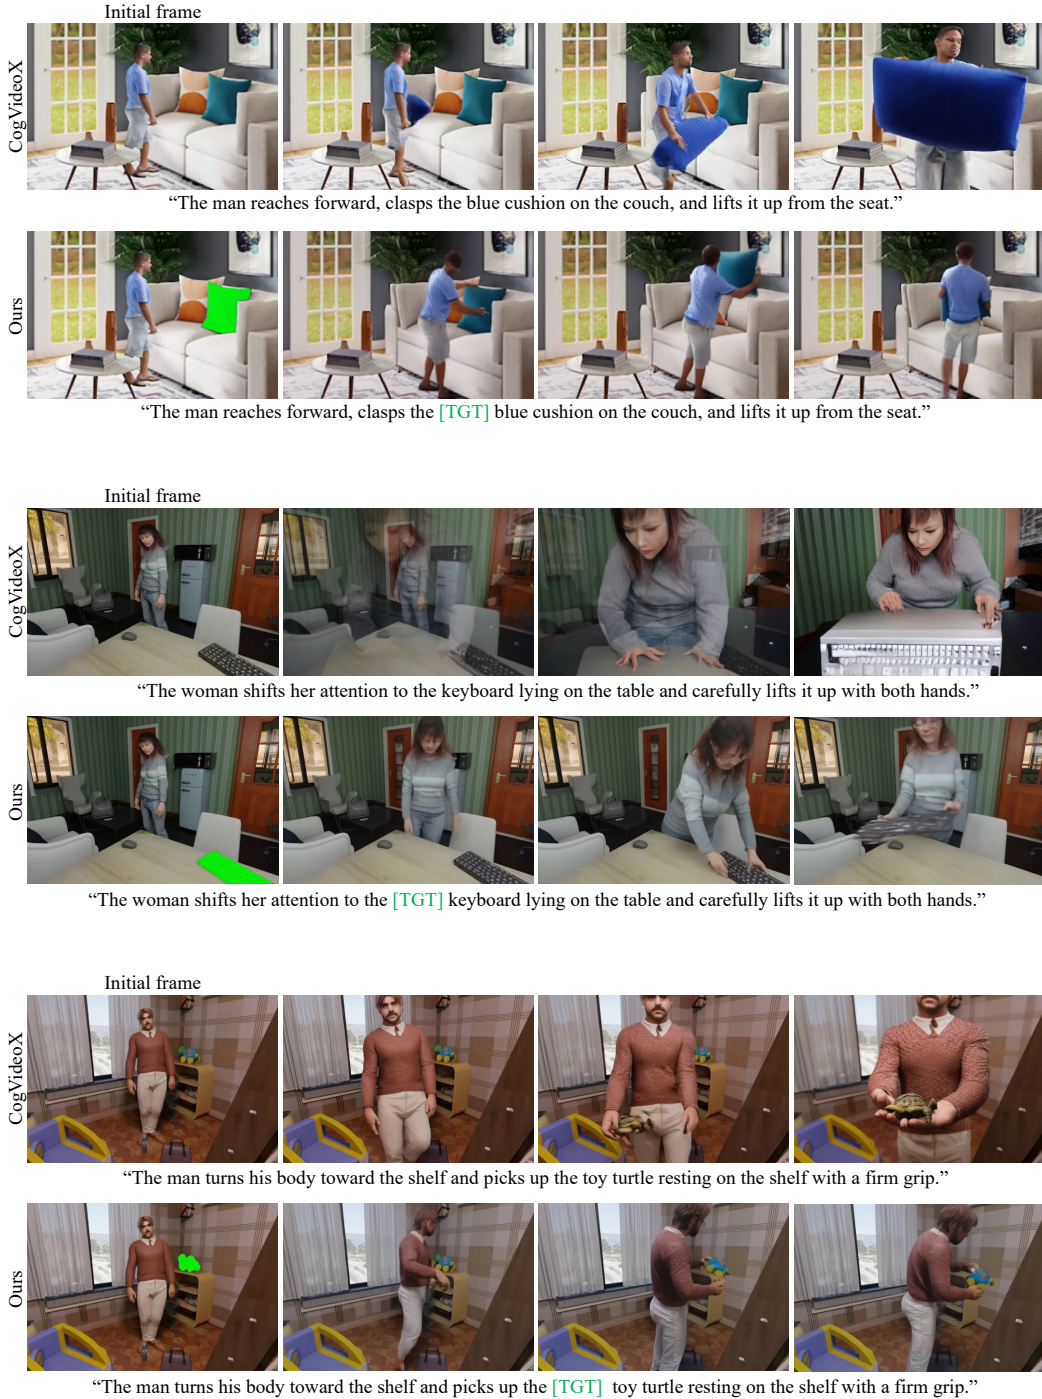 Initial frame
CogVideoX
“The man reaches forward, clasps the blue cushion on the couch, and lifts it up from the seat.”
Ours
“The man reaches forward, clasps the [TGT] blue cushion on the couch, and lifts it up from the seat.”
Initial frame
CogVideoX
“The woman shifts her attention to the keyboard lying on the table and carefully lifts it up with both hands.”
Ours
“The woman shifts her attention to the [TGT] keyboard lying on the table and carefully lifts it up with both hands.”
Initial frame
CogVideoX
“The man turns his body toward the shelf and picks up the toy turtle resting on the shelf with a firm grip.”
Ours
“The man turns his body toward the shelf and picks up the [TGT] toy turtle resting on the shelf with a firm grip.”